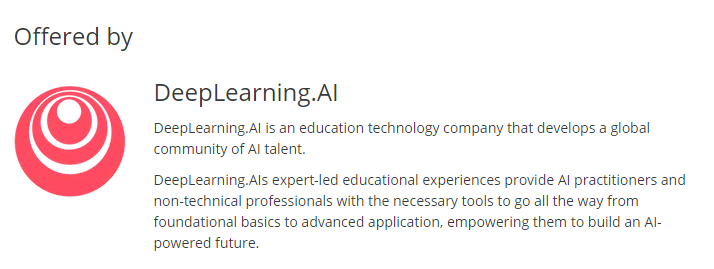 Offered by
DeepLearning.AI
DeepLearning.AI is an education technology company that develops a global
community of AI talent.
DeepLearning.AIs expert-led educational experiences provide AI practitioners and
non-technical professionals with the necessary tools to go all the way from
foundational basics to advanced application, empowering them to build an AI-
powered future.